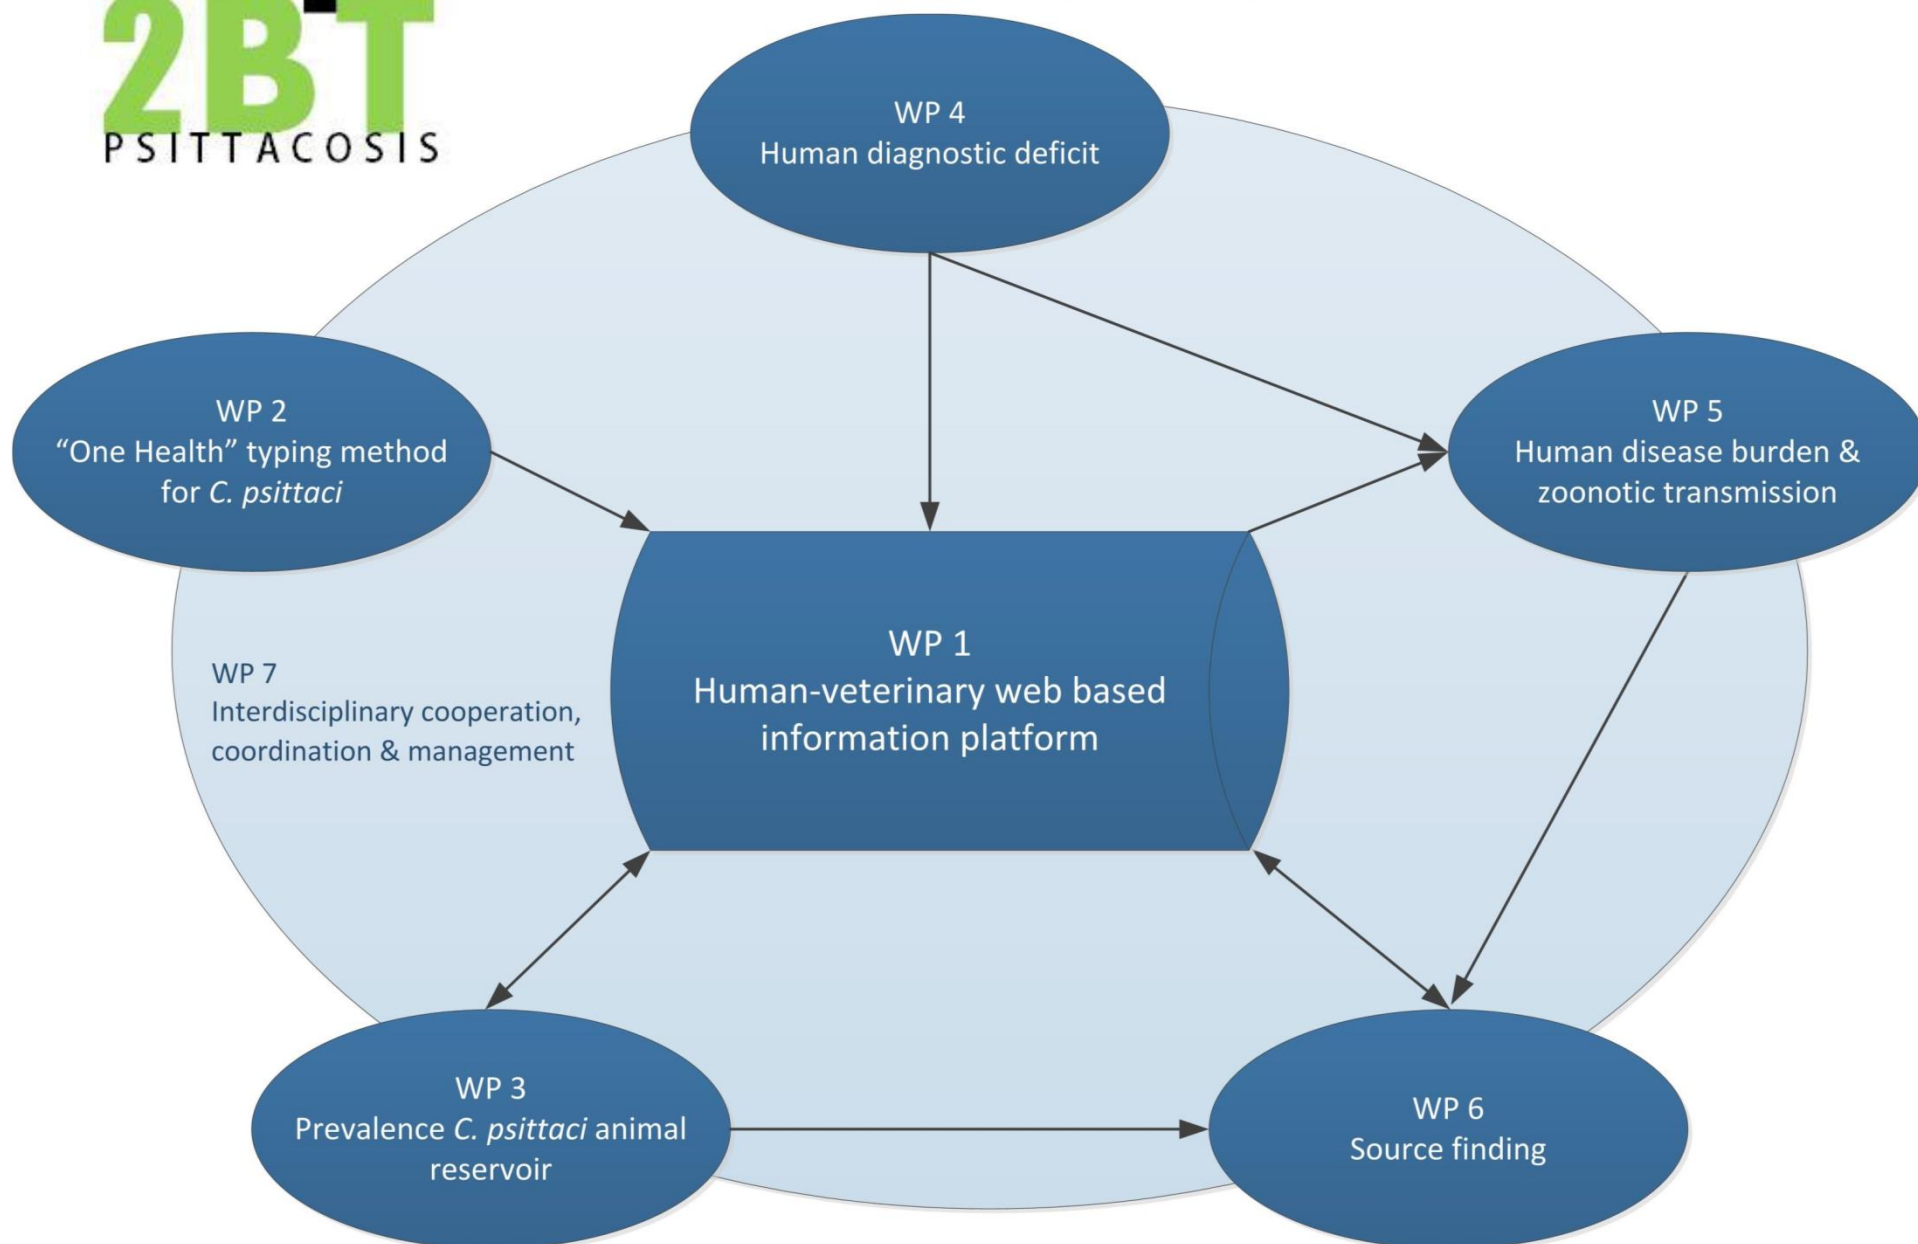 2BT
PSITTACOSIS
WP 4
Human diagnostic deficit
WP 2
“One Health” typing method
for C. psittaci
WP 5
Human disease burden &
zoonotic transmission
WP 1
Human-veterinary web based
information platform
WP 7
Interdisciplinary cooperation,
coordination & management
WP 3
Prevalence C. psittaci animal
reservoir
WP 6
Source finding